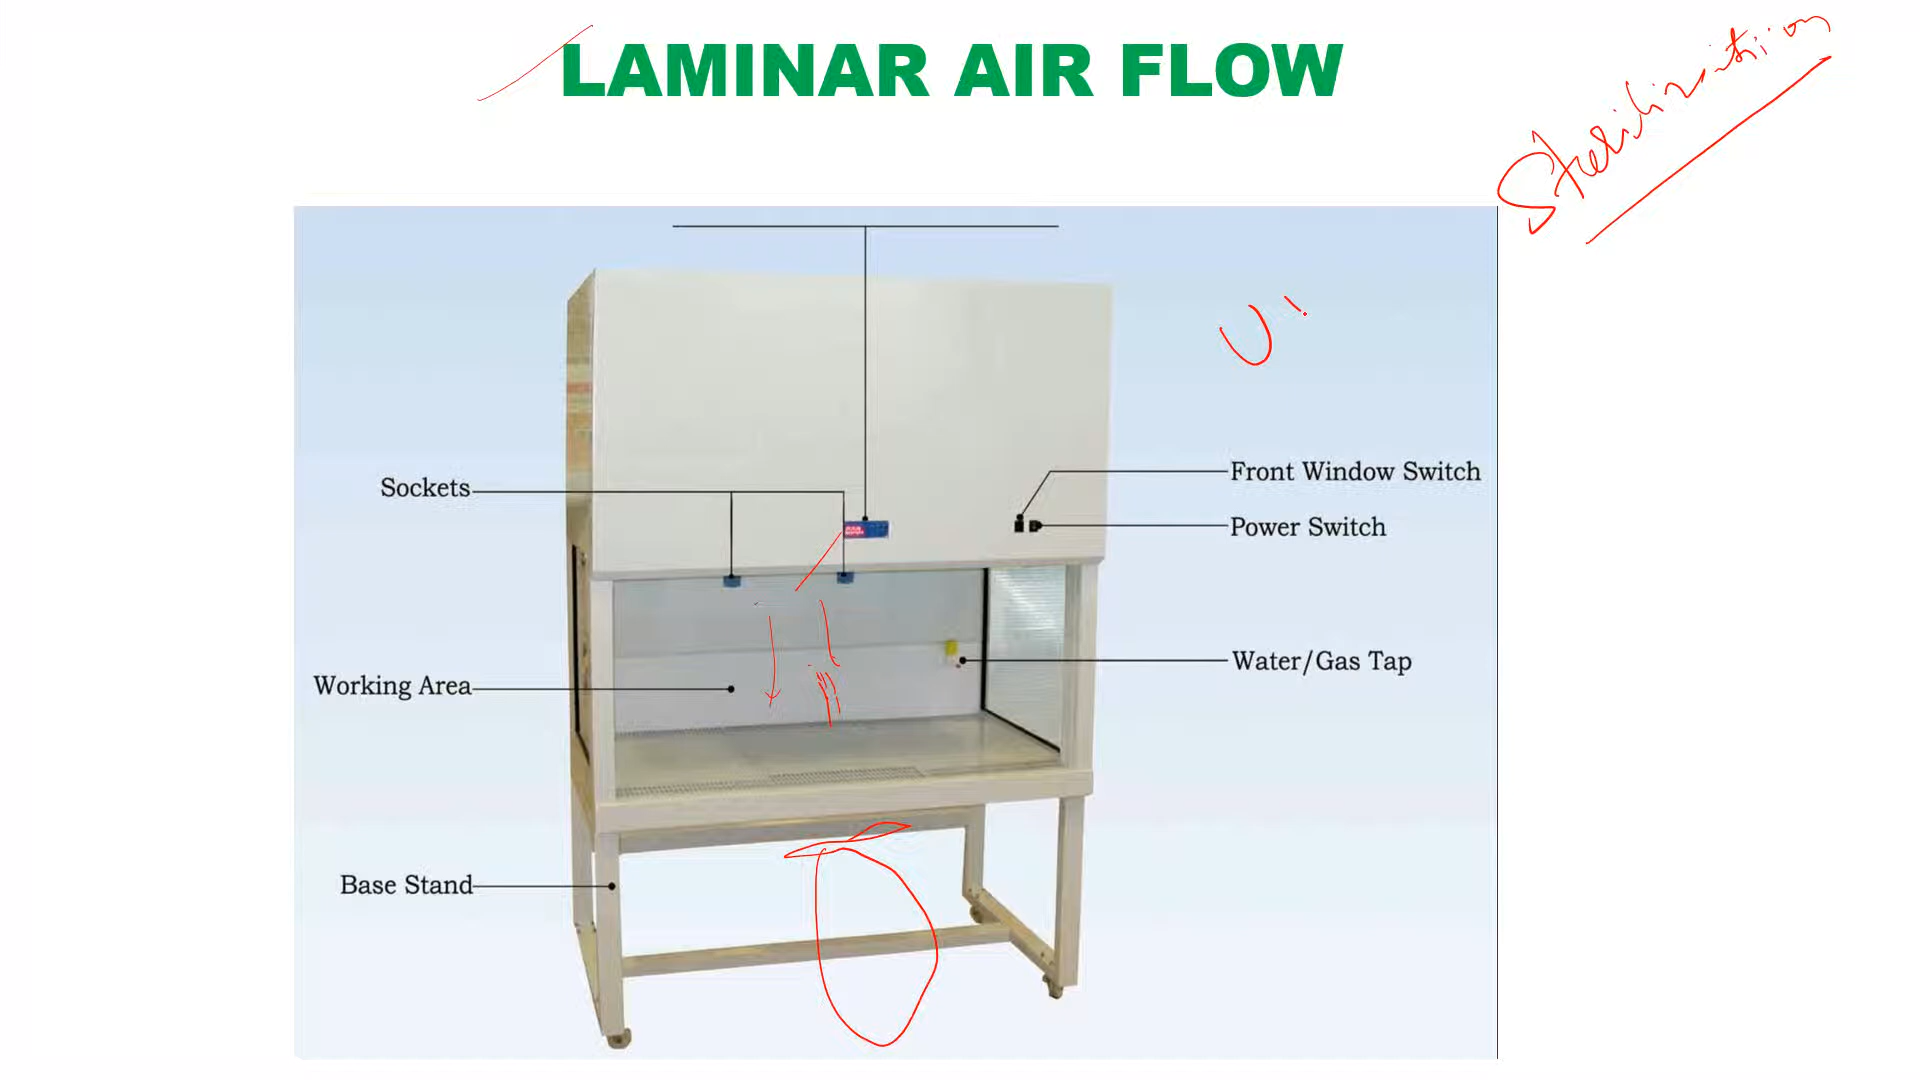 LAMINAR AIR FLOW
Sterilization
U
Sockets
Front Window Switch
Power Switch
Water/Gas Tap
Working Area
Base Stand